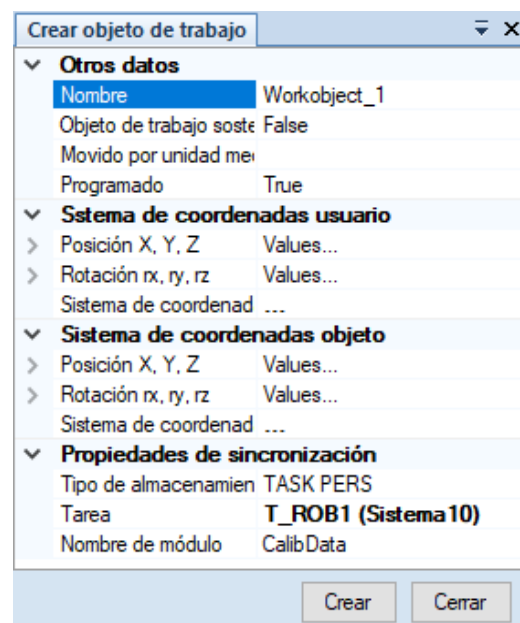 Crear objeto de trabajo
Otros datos
Nombre Workobject_1
Objeto de trabajo soste False
Movido por unidad me
Programado True
Sstema de coordenadas usuario
Posición X, Y, Z Values...
Rotación rx, ry, rz Values...
Sistema de coordenad ...
Sistema de coordenadas objeto
Posición X, Y, Z Values...
Rotación rx, ry, rz Values...
Sistema de coordenad ...
Propiedades de sincronización
Tipo de almacenamien TASK PERS
Tarea T_ROB1 (Sistema10)
Nombre de módulo CalibData
Crear Cerrar